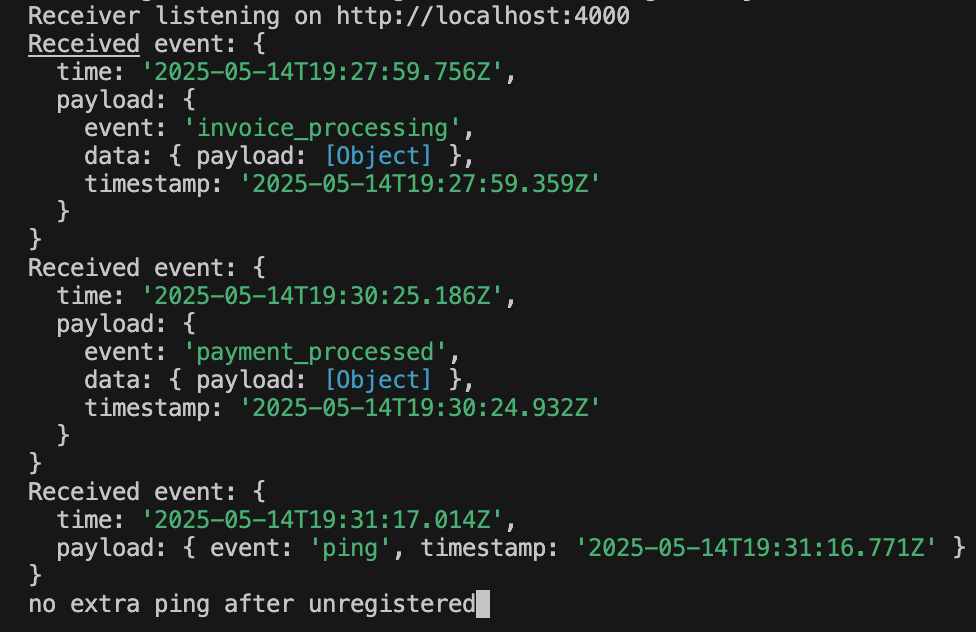 Receiver listening on http://localhost:4000
Received event: {
  time: '2025-05-14T19:27:59.756Z',
  payload: {
    event: 'invoice_processing',
    data: { payload: [Object] },
    timestamp: '2025-05-14T19:27:59.359Z'
  }
}
Received event: {
  time: '2025-05-14T19:30:25.186Z',
  payload: {
    event: 'payment_processed',
    data: { payload: [Object] },
    timestamp: '2025-05-14T19:30:24.932Z'
  }
}
Received event: {
  time: '2025-05-14T19:31:17.014Z',
  payload: { event: 'ping', timestamp: '2025-05-14T19:31:16.771Z' }
}
no extra ping after unregistered